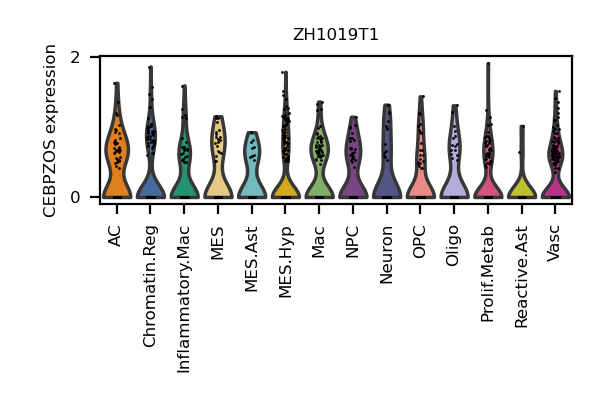 ZH1019T1
CEBPZOS expression
2
0
AC
Chromatin.Reg
Inflammatory.Mac
MES
MES.Ast
MES.Hyp
Mac
NPC
Neuron
OPC
Oligo
Prolif.Metab
Reactive.Ast
Vasc